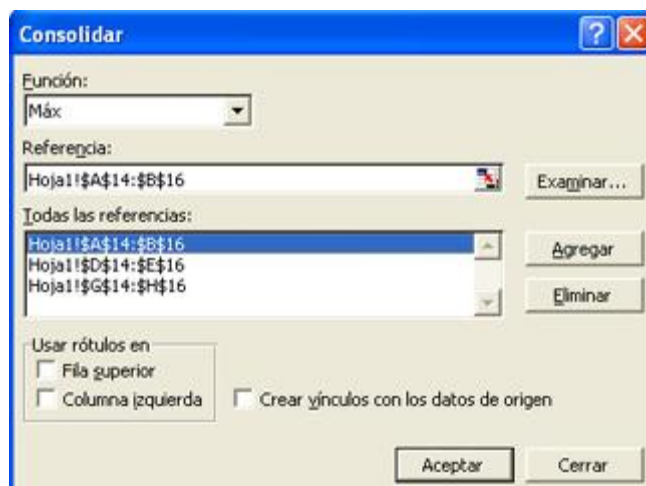 Consolidar
Función:
Máx
Referencia:
Hoja1!$A$14:$B$16
Examinar...
Todas las referencias:
Hoja1!$A$14:$B$16
Hoja1!$D$14:$E$16
Hoja1!$G$14:$H$16
Agregar
Eliminar
Usar rótulos en
Fila superior
Columna izquierda
Crear vínculos con los datos de origen
Aceptar
Cerrar